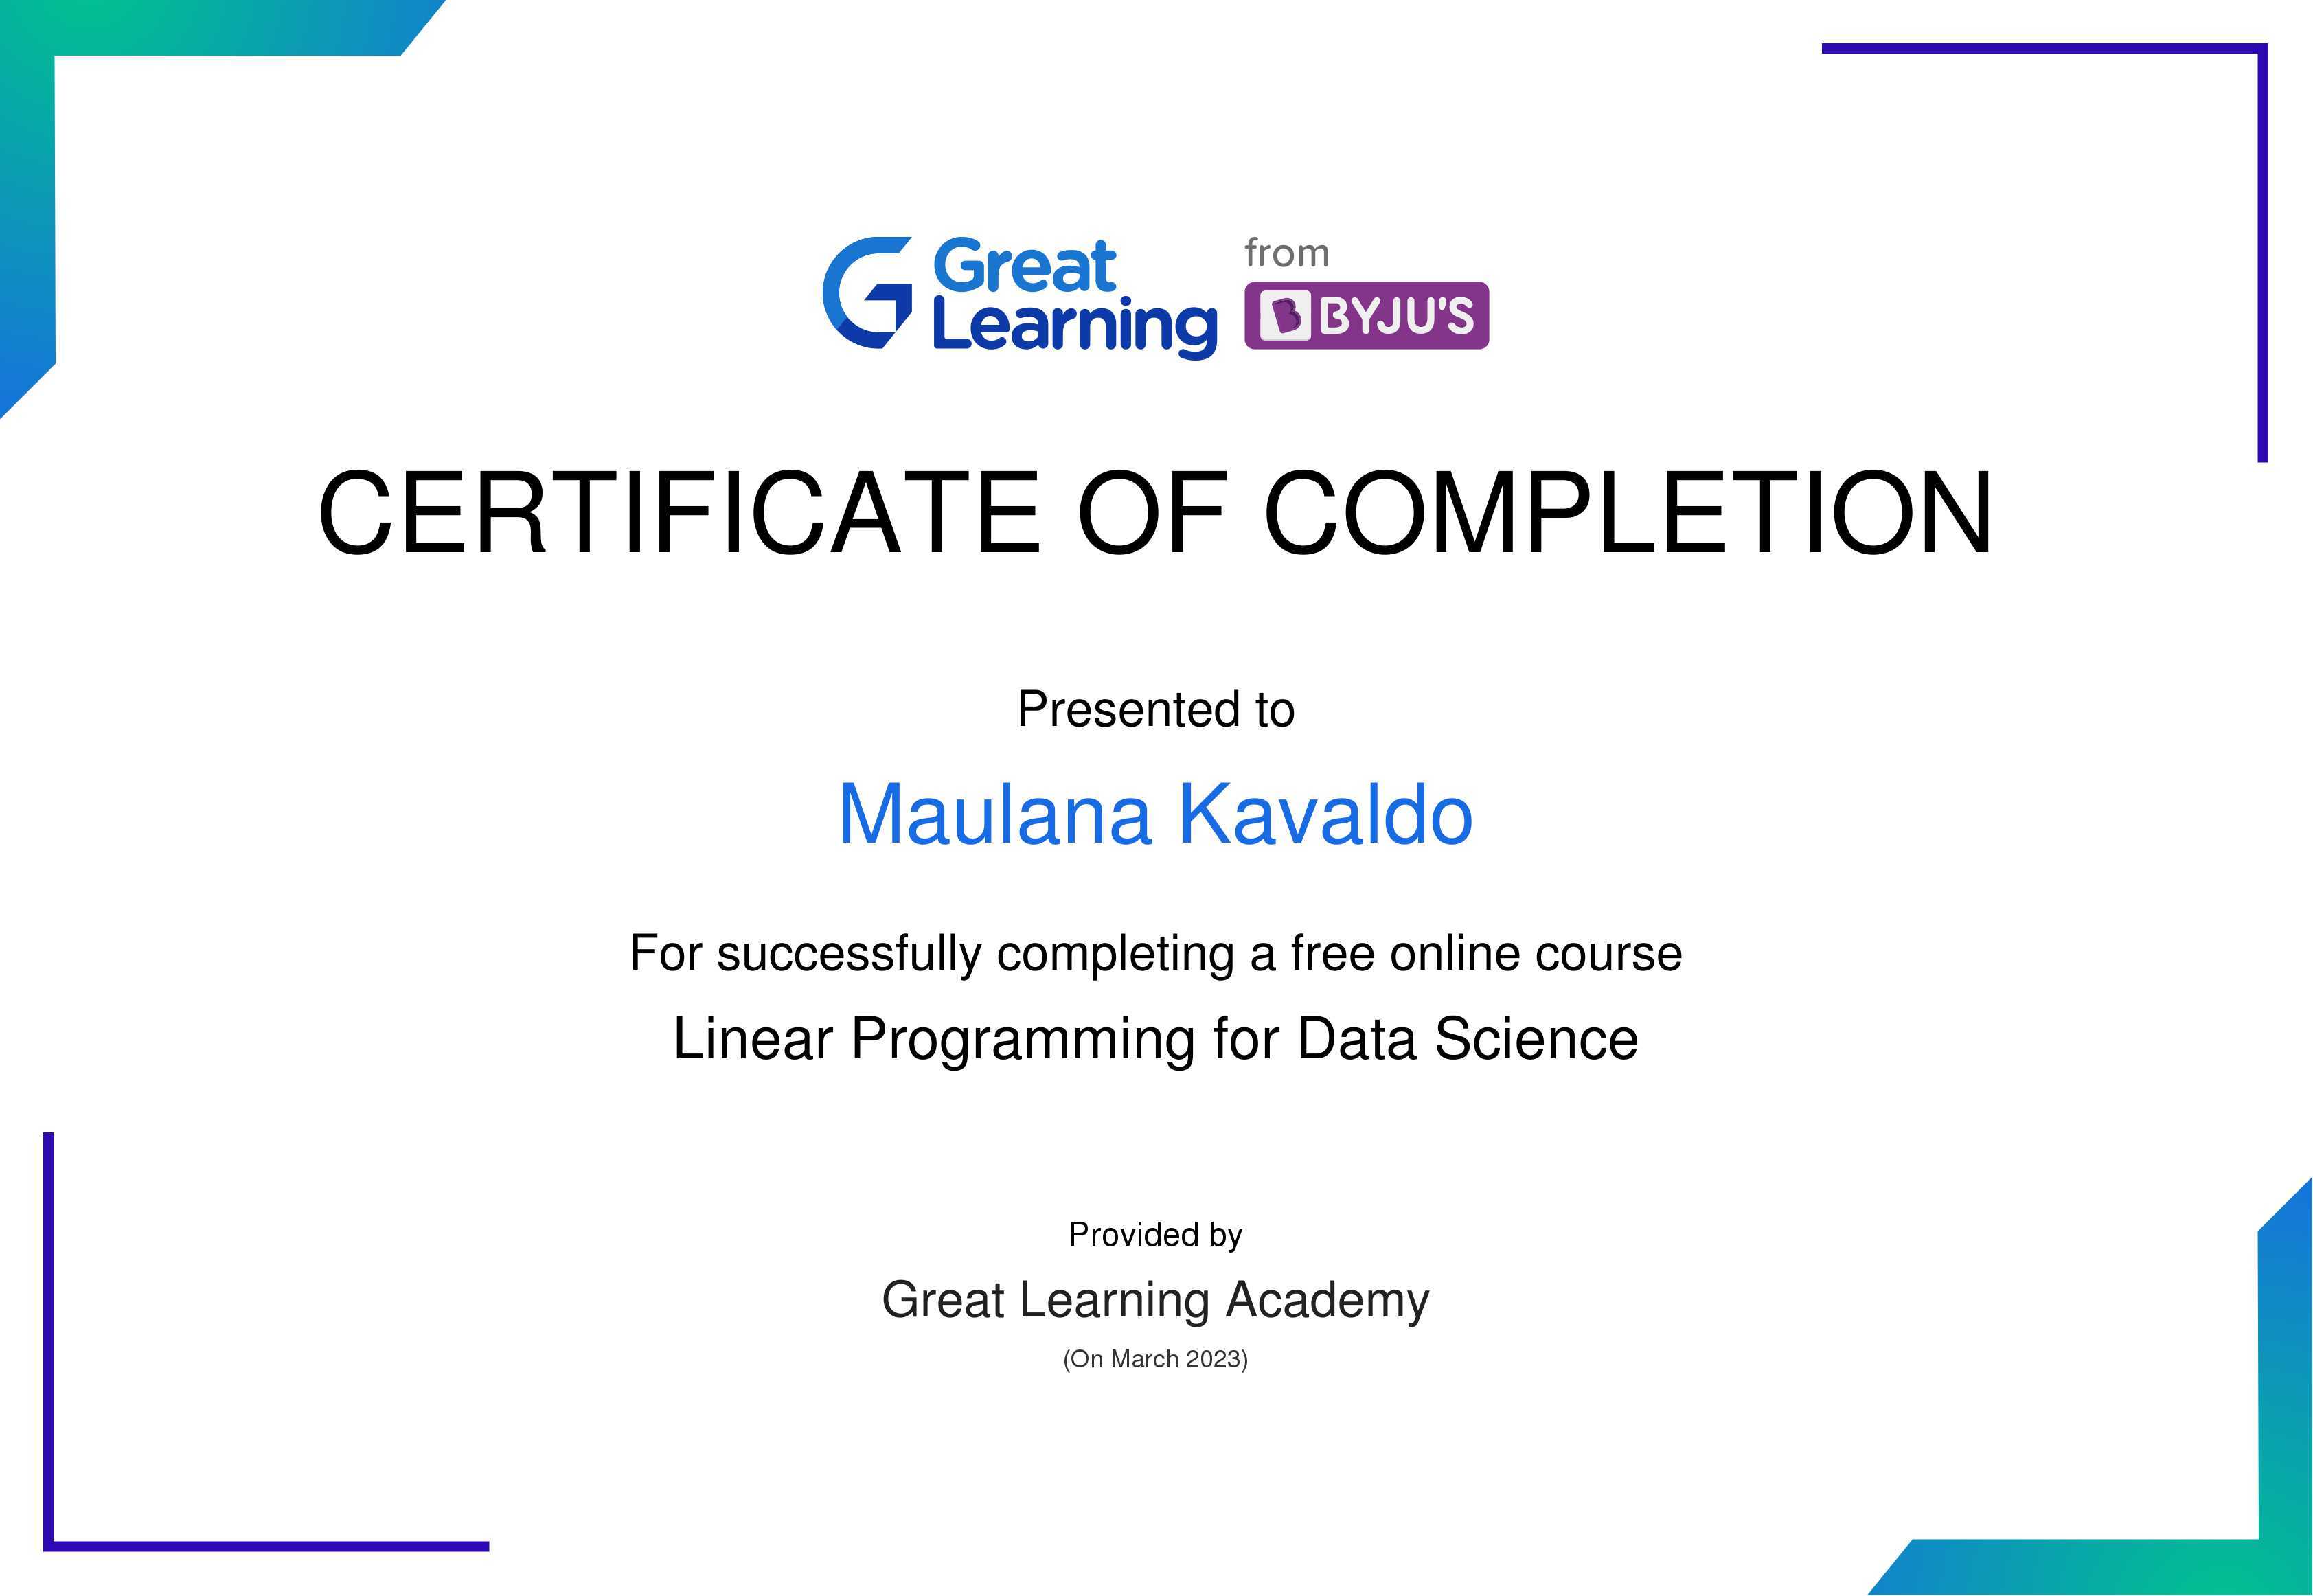 Great
Learning
from
BYJU'S
CERTIFICATE OF COMPLETION
Presented to
Maulana Kavaldo
For successfully completing a free online course
Linear Programming for Data Science
Provided by
Great Learning Academy
(On March 2023)